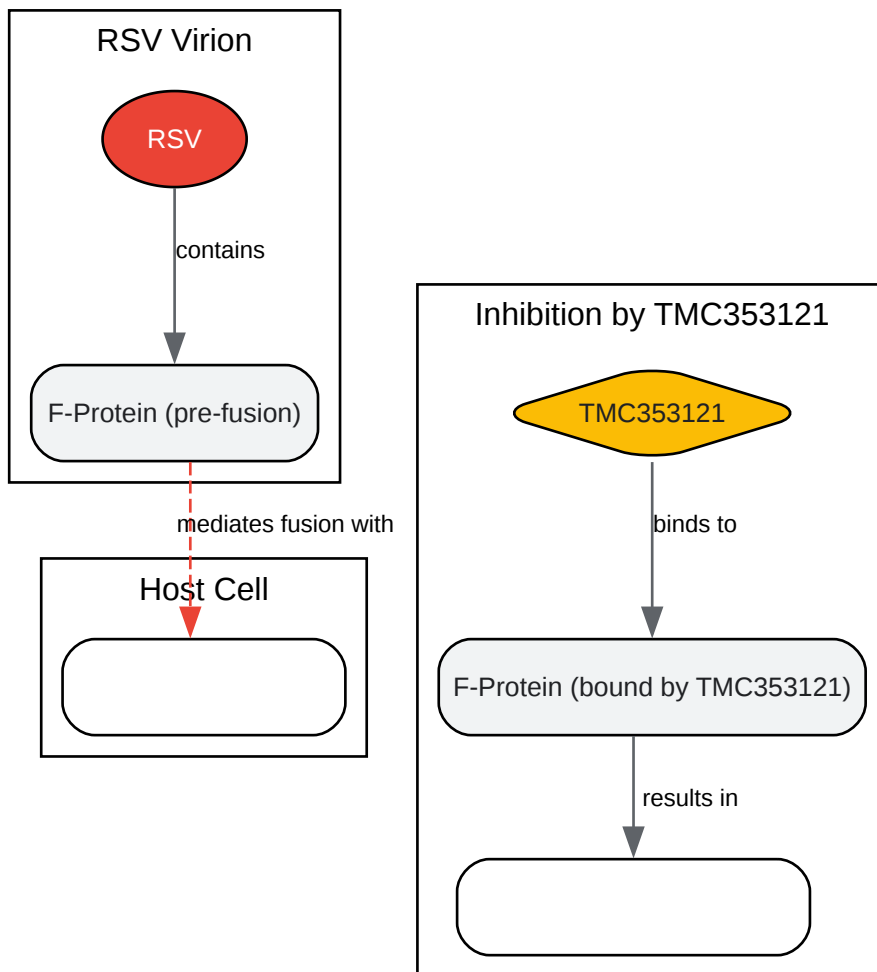 RSV Virion
RSV
contains
F-Protein (pre-fusion)
mediates fusion with
Host Cell
Inhibition by TMC353121
TMC353121
binds to
F-Protein (bound by TMC353121)
results in